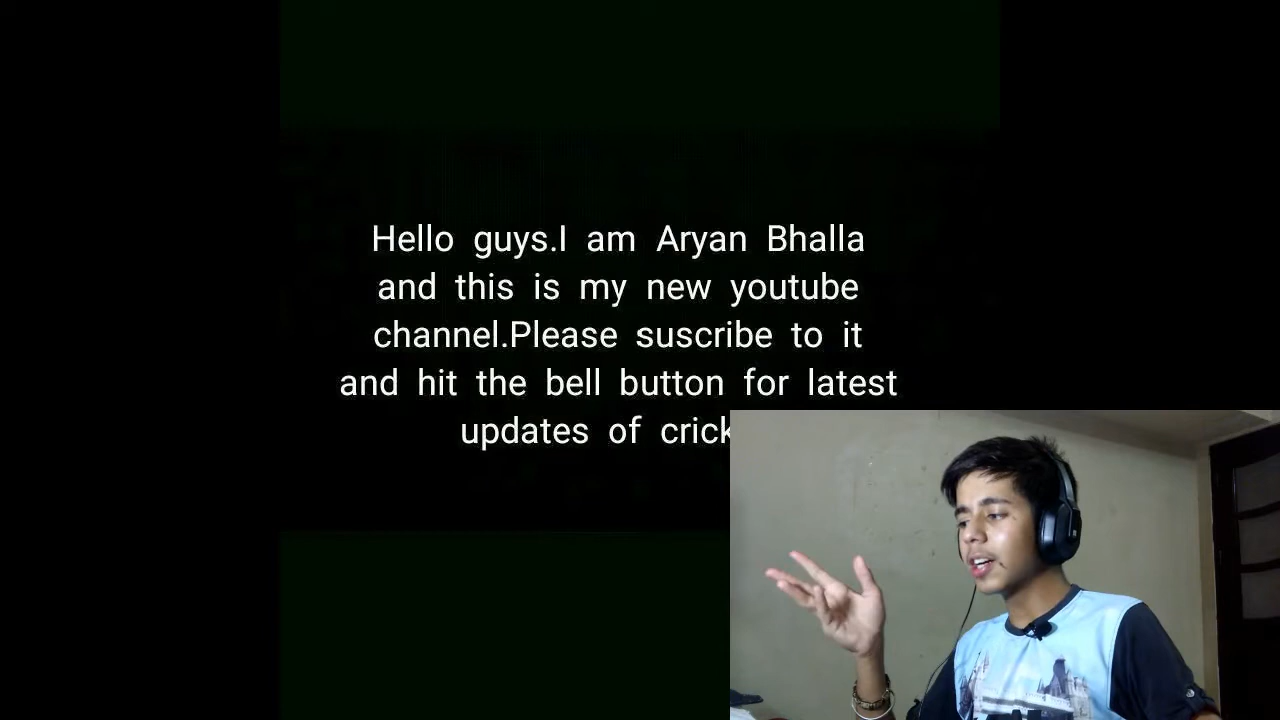 Hello guys.I am Aryan Bhalla
and this is my new youtube
channel.Please suscribe to it
and hit the bell button for latest
updates of